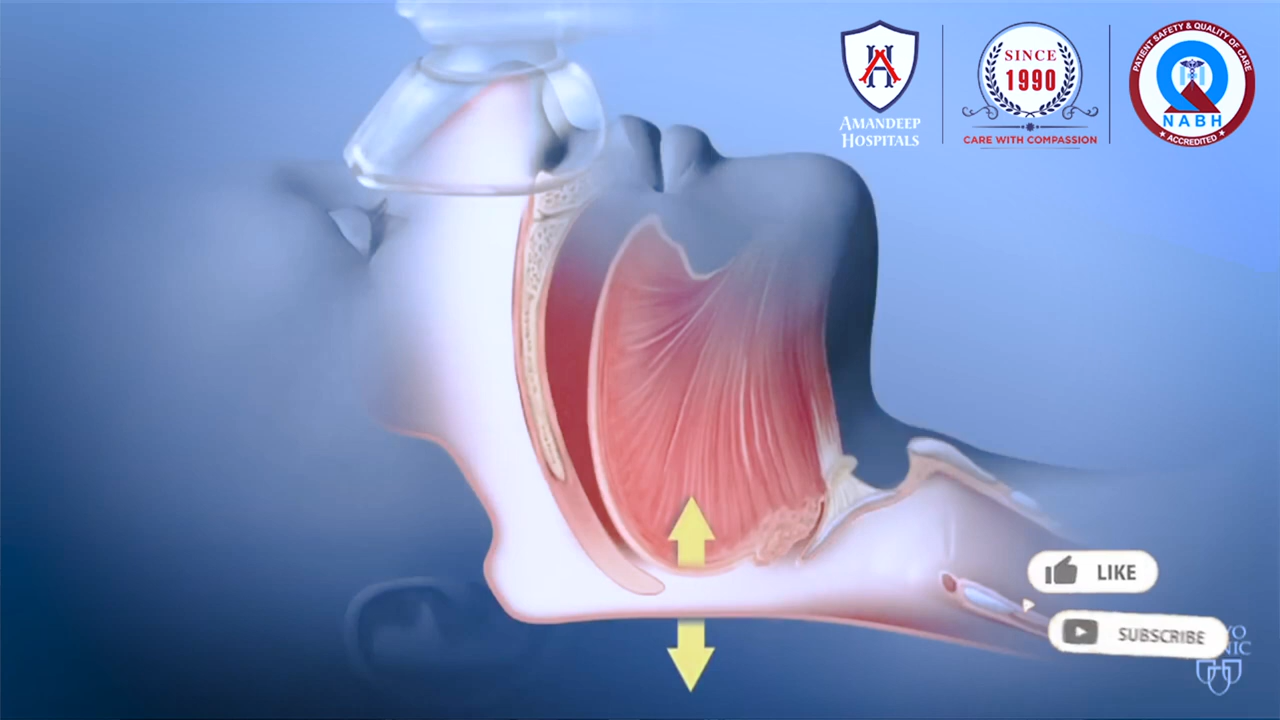 AMANDEEP
HOSPITALS
SINCE
1990
CARE WITH COMPASSION
PATIENT SAFETY & QUALITY OF CARE
NABH
ACCREDITED
LIKE
SUBSCRIBE